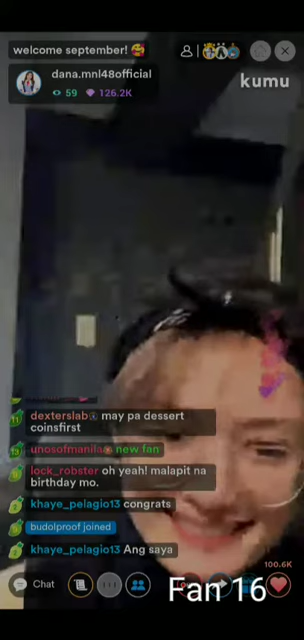 welcome september! 🥰
dana.mnl48official
59 126.2K
kumu
dexterslab may pa dessert
coinsfirst
unosofmanila new fan
lock_robster oh yeah! malapit na
birthday mo.
khaye_pelagio13 congrats
budolproof joined
khaye_pelagio13 Ang saya
100.6K
Chat
Fan 16